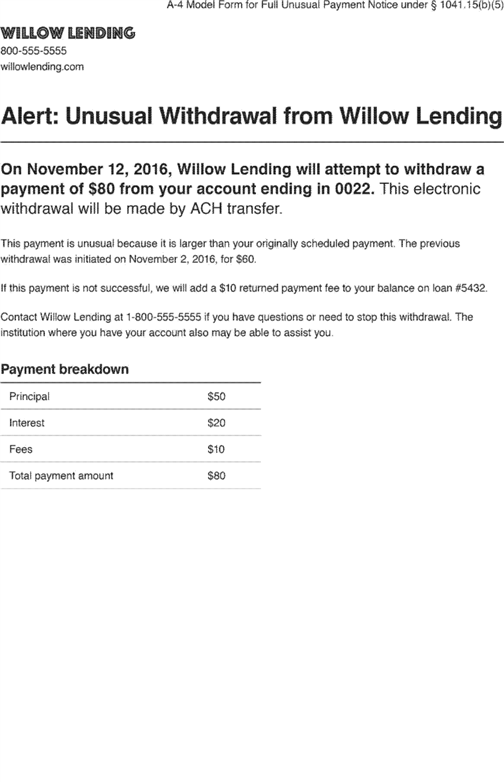 A-4 Model Form for Full Unusual Payment Notice under § 1041.15(b)(5)
WILLOW LENDING
800-555-5555
willowlending.com
Alert: Unusual Withdrawal from Willow Lending
On November 12, 2016, Willow Lending will attempt to withdraw a
payment of $80 from your account ending in 0022. This electronic
withdrawal will be made by ACH transfer.
This payment is unusual because it is larger than your originally scheduled payment. The previous
withdrawal was initiated on November 2, 2016, for $60.
If this payment is not successful, we will add a $10 returned payment fee to your balance on loan #5432.
Contact Willow Lending at 1-800-555-5555 if you have questions or need to stop this withdrawal. The
institution where you have your account also may be able to assist you.
Payment breakdown
Principal $50
Interest $20
Fees $10
Total payment amount $80